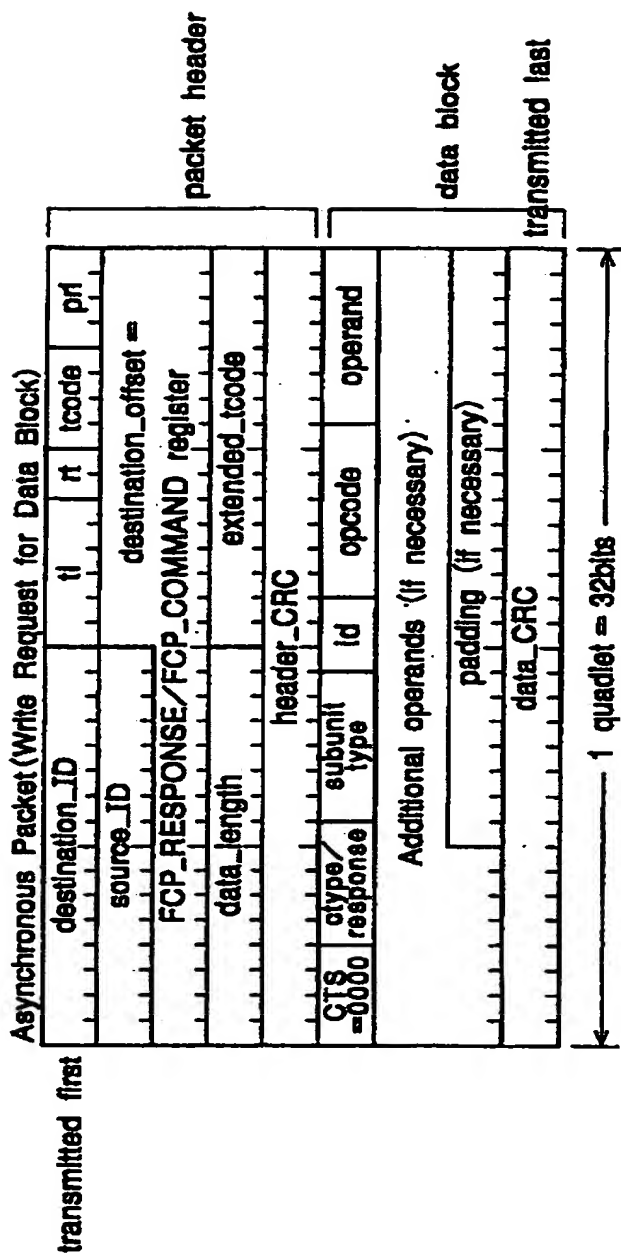 Asynchronous Packet(Write Request for Data Block)
transmitted first
destination_ID tl rt tcode pri
source_ID destination_offset =
FCP_RESPONSE/FCP_COMMAND register
data_length extended_tcode
header_CRC
packet header
CTS =0000 ctype/ response subunit type id opcode operand
Additional operands (if necessary)
padding (if necessary)
data_CRC
data block
transmitted last
1 quadlet = 32bits